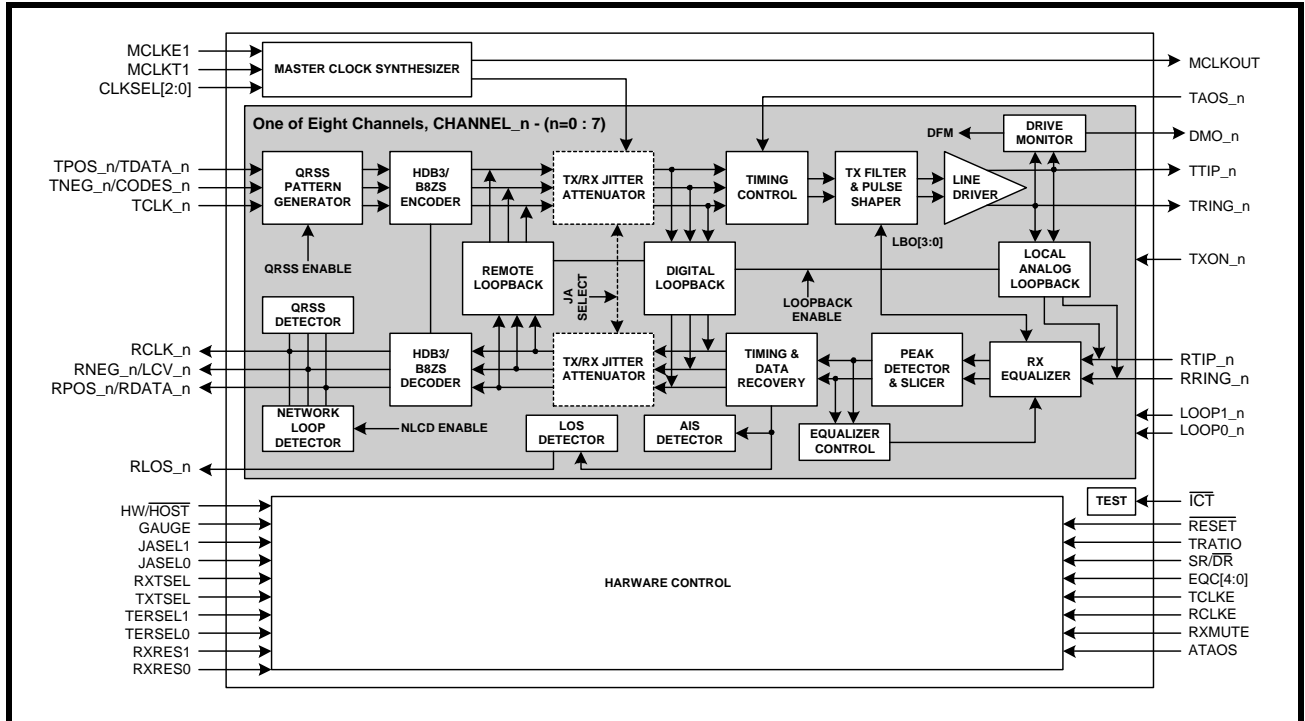 MCLKE1
MCLKT1
CLKSEL[2:0]
MASTER CLOCK SYNTHESIZER
MCLKOUT
TAOS_n
One of Eight Channels, CHANNEL_n - (n=0 : 7)
DFM
DRIVE
MONITOR
DMO_n
TPOS_n/TDATA_n
TNEG_n/CODES_n
TCLK_n
QRSS
PATTERN
GENERATOR
HDB3/
B8ZS
ENCODER
TX/RX JITTER
ATTENUATOR
TIMING
CONTROL
TX FILTER
& PULSE
SHAPER
LINE
DRIVER
TTIP_n
TRING_n
QRSS ENABLE
REMOTE
LOOPBACK
JA
SELECT
DIGITAL
LOOPBACK
LOOPBACK
ENABLE
LBO[3:0]
LOCAL
ANALOG
LOOPBACK
TXON_n
QRSS
DETECTOR
RCLK_n
RNEG_n/LCV_n
RPOS_n/RDATA_n
HDB3/
B8ZS
DECODER
TX/RX JITTER
ATTENUATOR
TIMING &
DATA
RECOVERY
PEAK
DETECTOR
& SLICER
RX
EQUALIZER
RTIP_n
RRING_n
NETWORK
LOOP
DETECTOR
NLCD ENABLE
LOS
DETECTOR
AIS
DETECTOR
EQUALIZER
CONTROL
LOOP1_n
LOOP0_n
RLOS_n
TEST
ICT
HW/HOST
GAUGE
JASEL1
JASEL0
RXTSEL
TXTSEL
TERSEL1
TERSEL0
RXRES1
RXRES0
HARWARE CONTROL
RESET
TRATIO
SR/DR
EQC[4:0]
TCLKE
RCLKE
RXMUTE
ATAOS